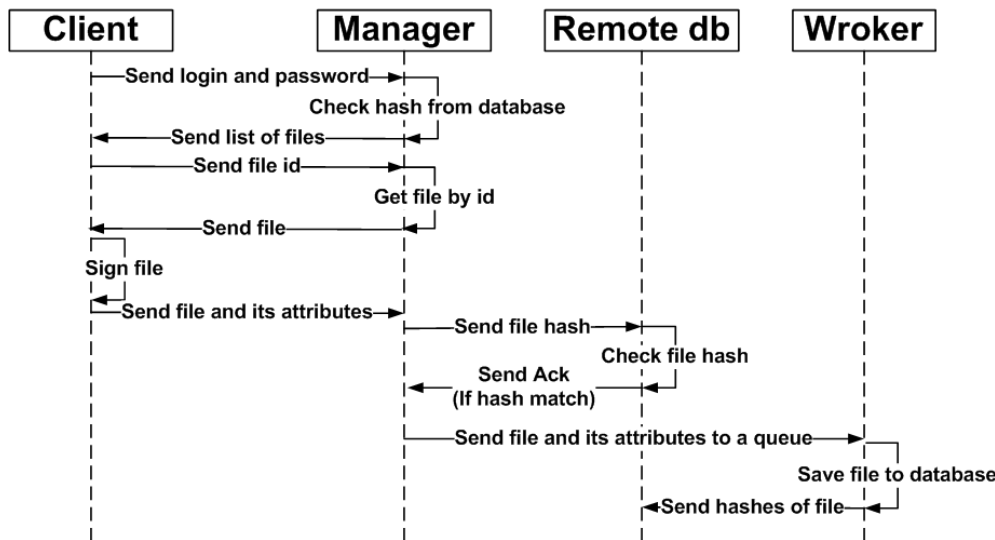 Client
Manager
Remote db
Wroker
Send login and password
Check hash from database
Send list of files
Send file id
Get file by id
Send file
Sign file
Send file and its attributes
Send file hash
Check file hash
Send Ack
(If hash match)
Send file and its attributes to a queue
Save file to database
Send hashes of file